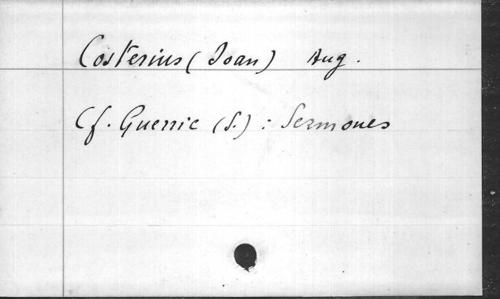 Costerius (Joan) Aug.
Cf. Guerric (S.) : Sermones